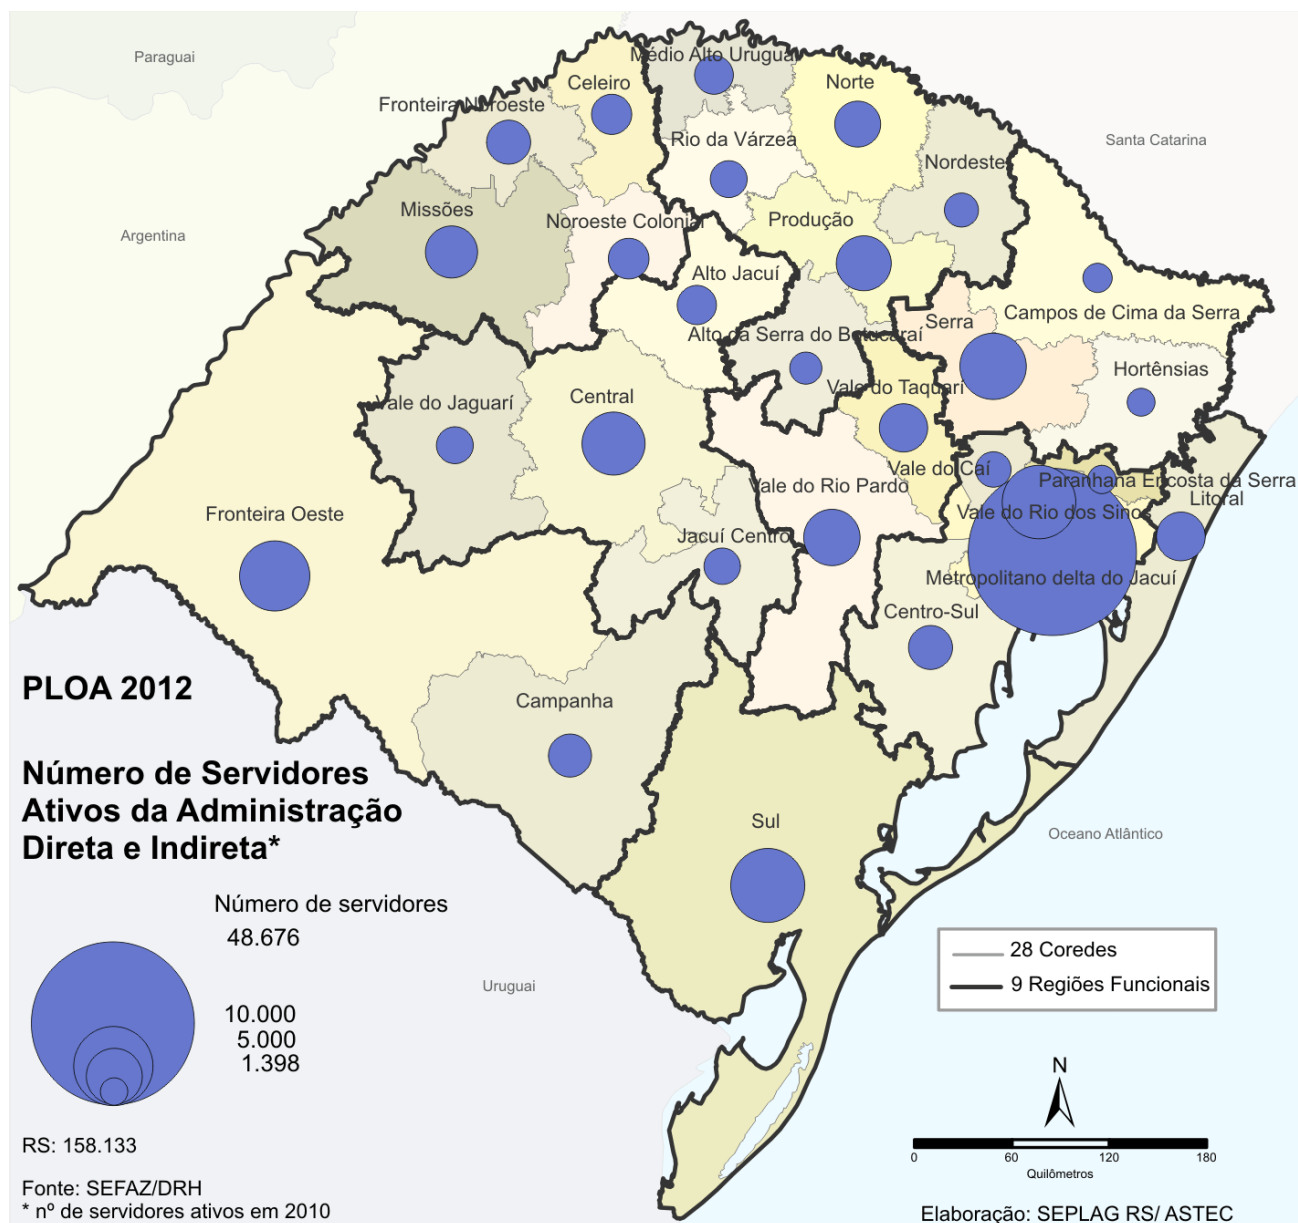 Paraguai
Médio Alto Uruguai
Celeiro
Norte
Fronteira Noroeste
Rio da Várzea
Santa Catarina
Nordeste
Missões
Noroeste Colonial
Produção
Argentina
Alto Jacuí
Campos de Cima da Serra
Serra
Alto da Serra do Botucaraí
Hortênsias
Vale do Taquarí
Vale do Jaguarí
Central
Vale do Caí
Paranhana Encosta da Serra
Vale do Rio Pardo
Litoral
Fronteira Oeste
Vale do Rio dos Sinos
Jacuí Centro
Metropolitano delta do Jacuí
Centro-Sul
PLOA 2012
Campanha
Número de Servidores
Ativos da Administração
Direta e Indireta*
Sul
Oceano Atlântico
Número de servidores
48.676
10.000
5.000
1.398
Uruguai
28 Coredes
9 Regiões Funcionais
N
0 60 120 180
Quilômetros
RS: 158.133
Fonte: SEFAZ/DRH
* nº de servidores ativos em 2010
Elaboração: SEPLAG RS/ ASTEC